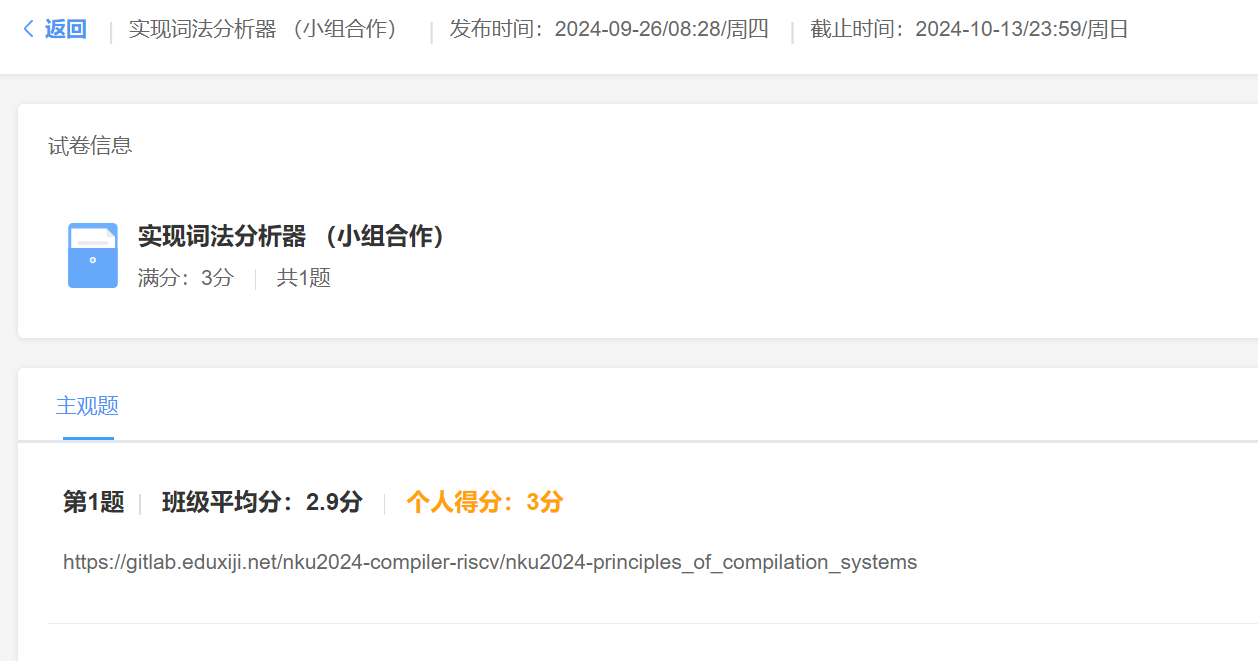 返回 | 实现词法分析器 （小组合作） | 发布时间：2024-09-26/08:28/周四 | 截止时间：2024-10-13/23:59/周日
试卷信息
实现词法分析器 （小组合作）
满分：3分 | 共1题
主观题
第1题 | 班级平均分：2.9分 | 个人得分：3分
https://gitlab.eduxiji.net/nku2024-compiler-riscv/nku2024-principles_of_compilation_systems